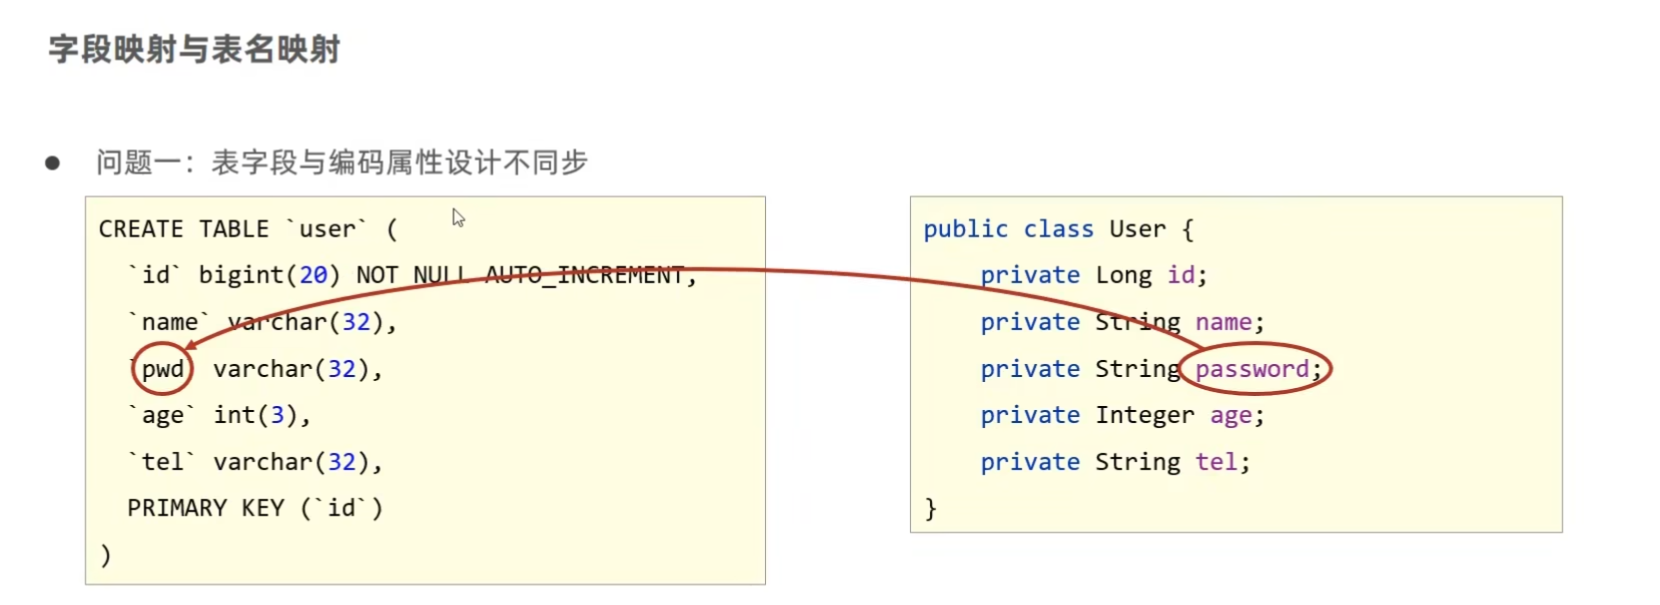 字段映射与表名映射
● 问题一：表字段与编码属性设计不同步
CREATE TABLE `user` (
`id` bigint(20) NOT NULL AUTO_INCREMENT,
`name` varchar(32),
`pwd` varchar(32),
`age` int(3),
`tel` varchar(32),
PRIMARY KEY (`id`)
)
public class User {
private Long id;
private String name;
private String password;
private Integer age;
private String tel;
}